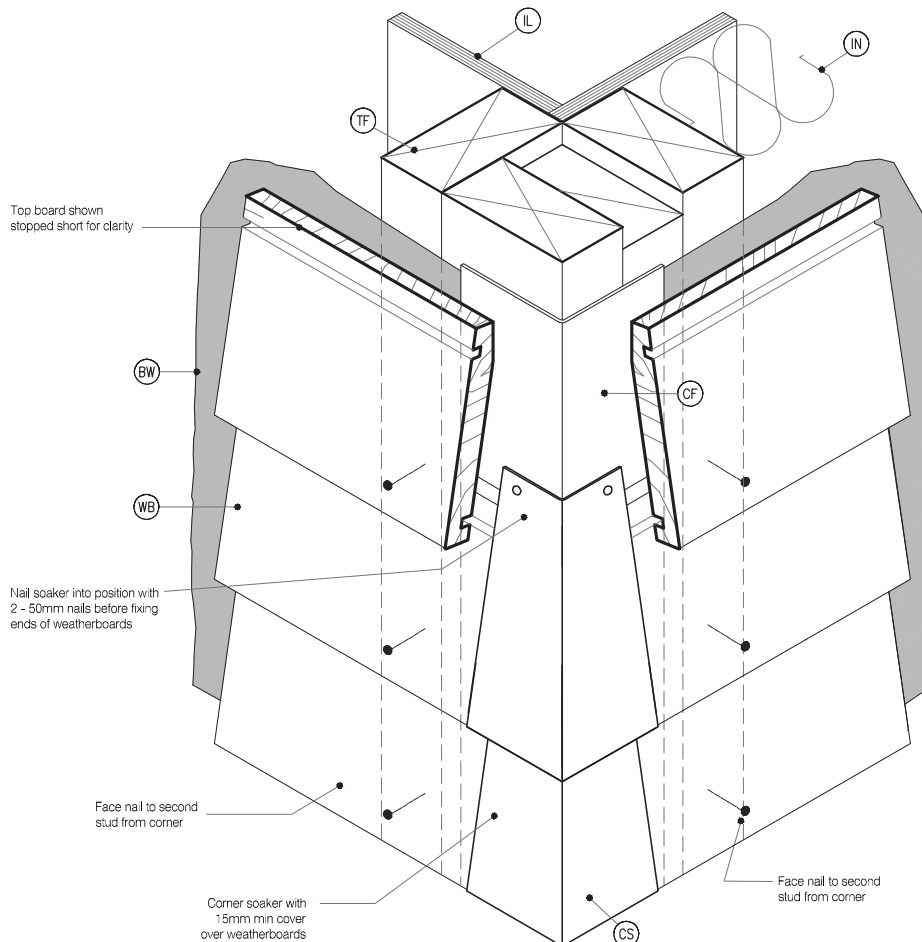 IL
IN
TF
Top board shown
stopped short for clarity
BW
CF
WB
Nail soaker into position with
2 - 50mm nails before fixing
ends of weatherboards
Face nail to second
stud from corner
Face nail to second
stud from corner
Corner soaker with
15mm min cover
over weatherboards
CS